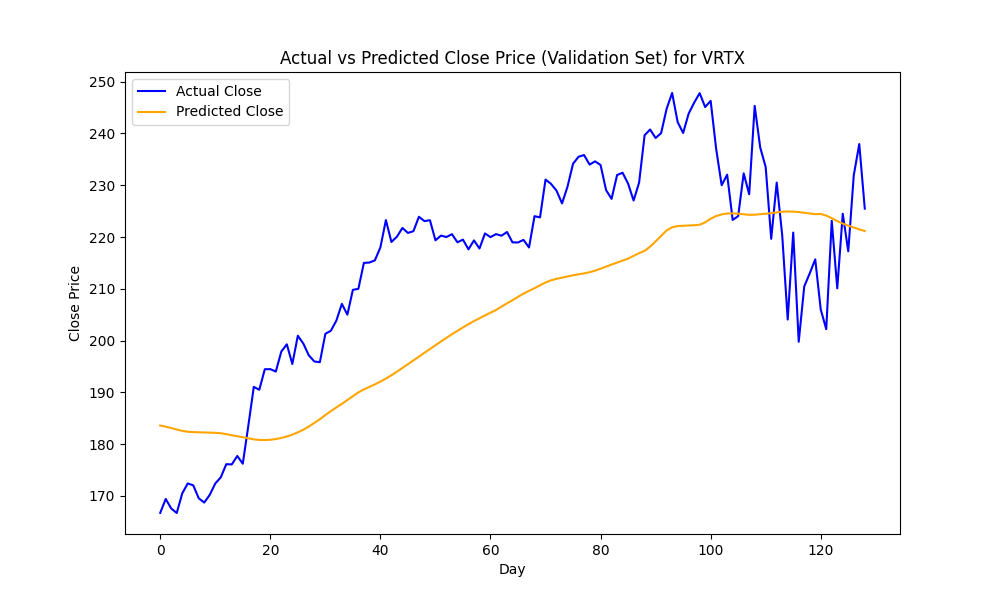 Actual vs Predicted Close Price (Validation Set) for VRTX
Actual Close
Predicted Close
250
240
230
220
210
200
190
180
170
Close Price
0 20 40 60 80 100 120
Day